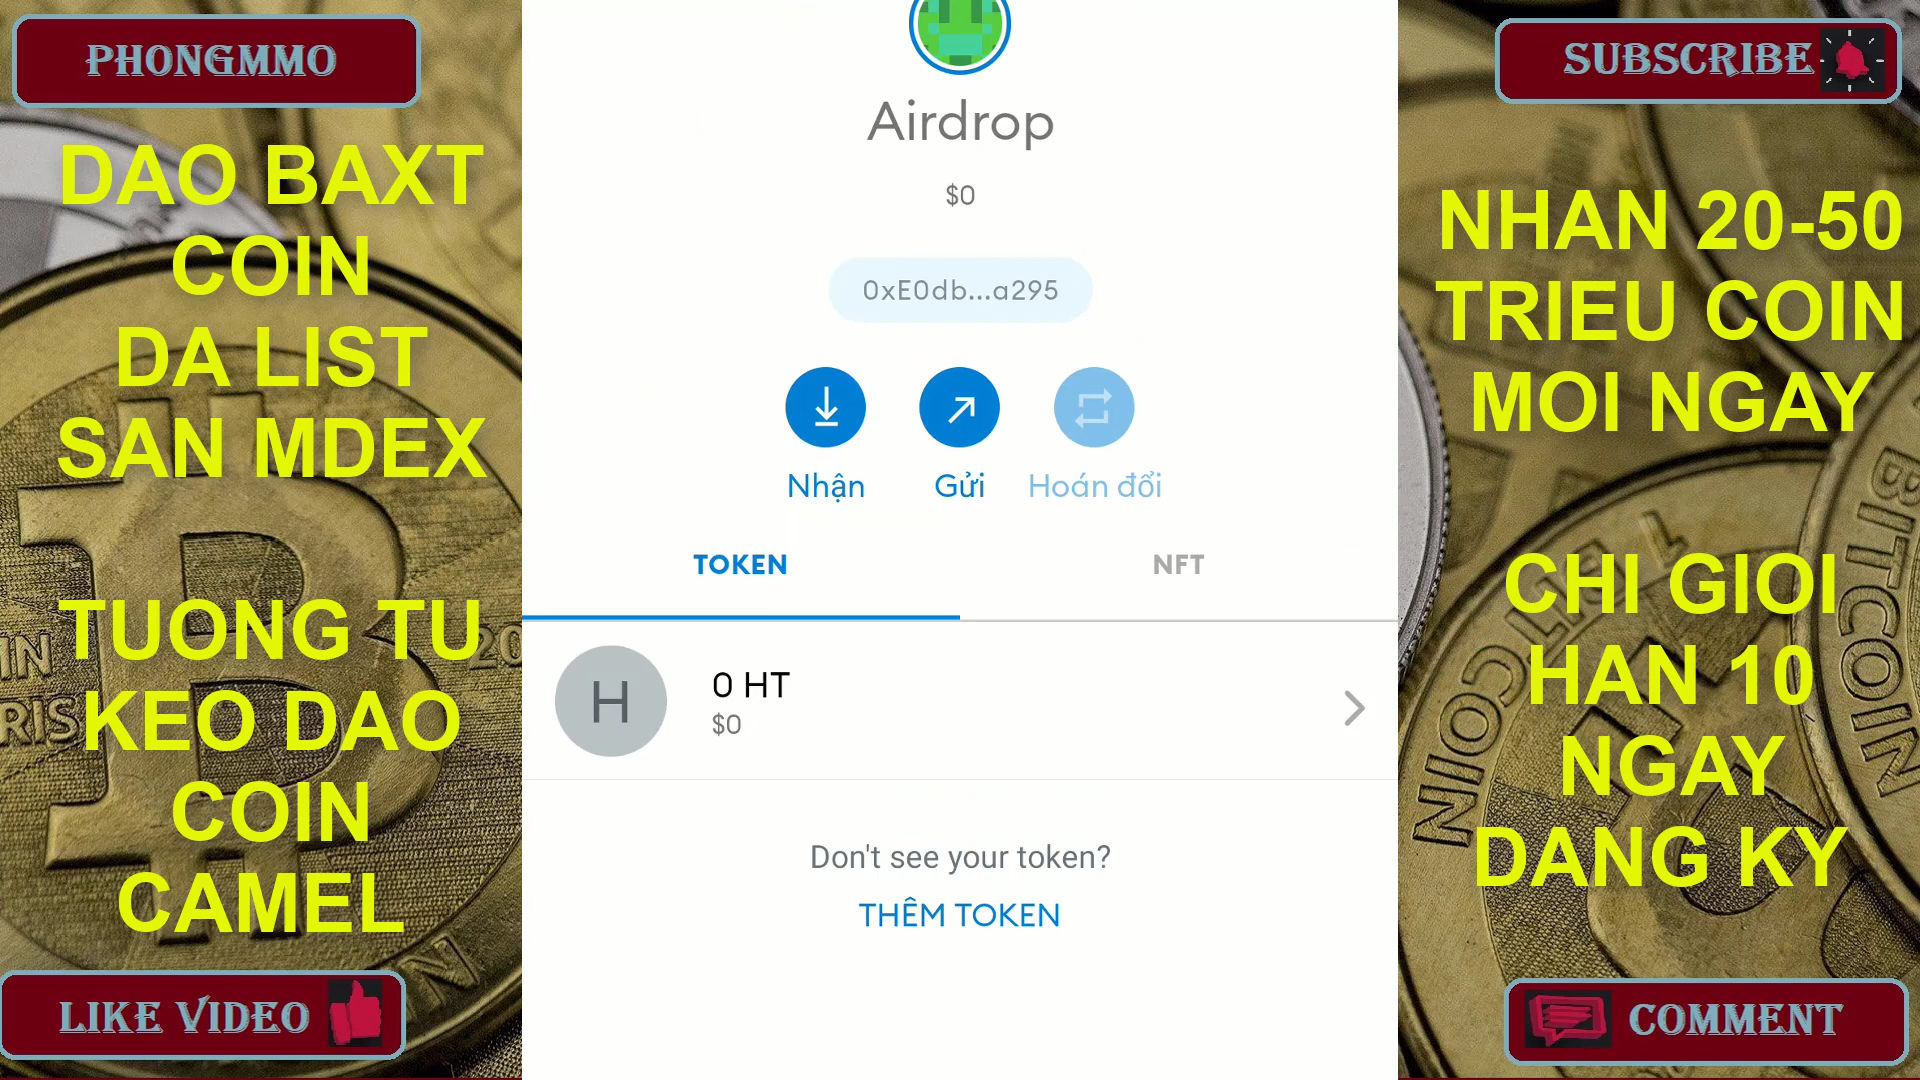 PHONGMMO
DAO BAXT
COIN
DA LIST
SAN MDEX
TUONG TU
KEO DAO
COIN
CAMEL
LIKE VIDEO
Airdrop
$0
0xE0db...a295
Nhận
Gửi
Hoán đổi
TOKEN
NFT
H
0 HT
$0
Don't see your token?
THÊM TOKEN
SUBSCRIBE
NHAN 20-50
TRIEU COIN
MOI NGAY
CHI GIOI
HAN 10
NGAY
DANG KY
COMMENT
BITCOIN